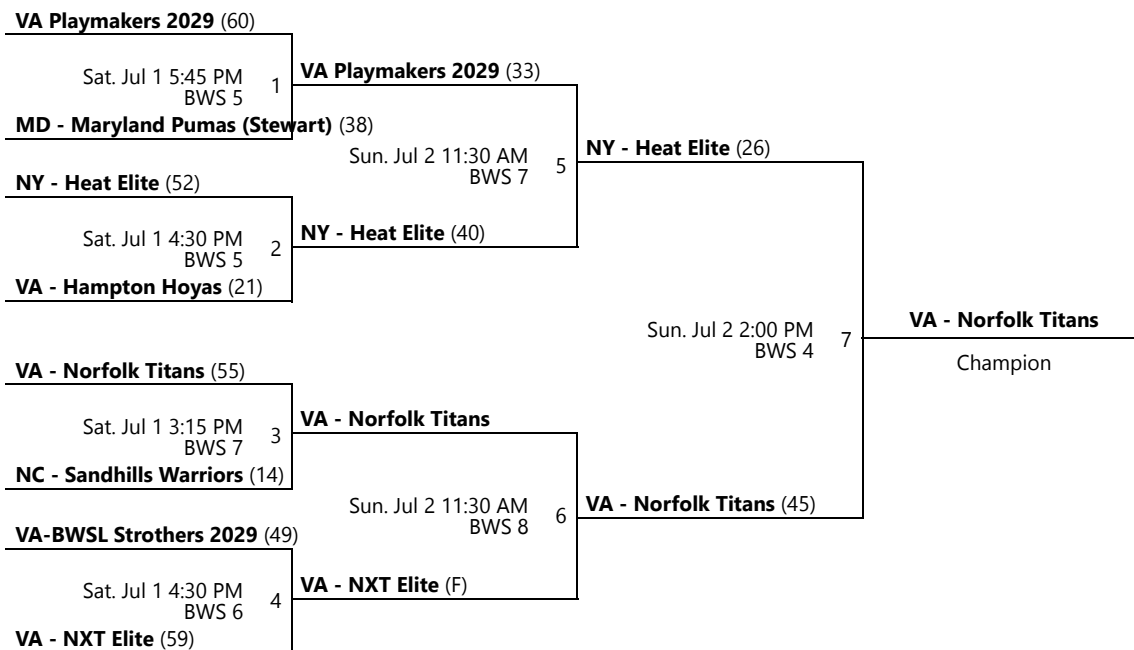 VA Playmakers 2029 (60)
Sat. Jul 1 5:45 PM
BWS 5
1
MD - Maryland Pumas (Stewart) (38)
VA Playmakers 2029 (33)
Sun. Jul 2 11:30 AM
BWS 7
5
NY - Heat Elite (52)
Sat. Jul 1 4:30 PM
BWS 5
2
VA - Hampton Hoyas (21)
NY - Heat Elite (40)
NY - Heat Elite (26)
Sun. Jul 2 2:00 PM
BWS 4
7
VA - Norfolk Titans
Champion
VA - Norfolk Titans (55)
Sat. Jul 1 3:15 PM
BWS 7
3
NC - Sandhills Warriors (14)
VA - Norfolk Titans
Sun. Jul 2 11:30 AM
BWS 8
6
VA - Norfolk Titans (45)
VA-BWSL Strothers 2029 (49)
Sat. Jul 1 4:30 PM
BWS 6
4
VA - NXT Elite (59)
VA - NXT Elite (F)